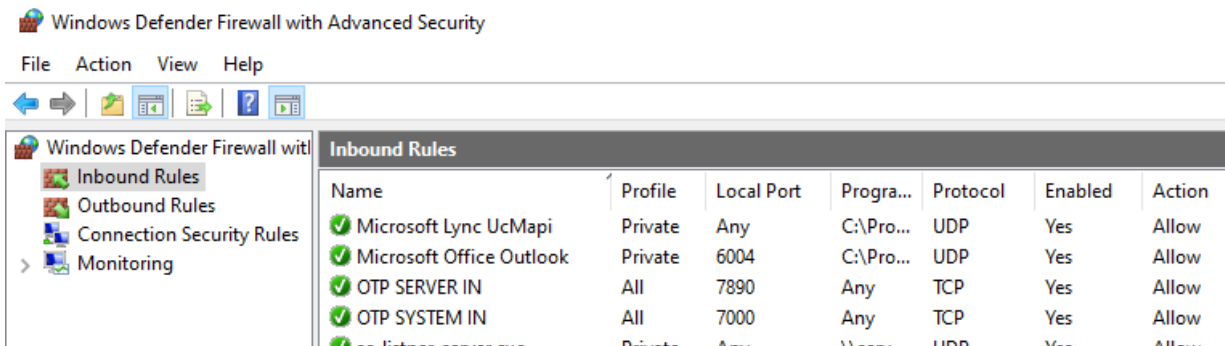 Windows Defender Firewall with Advanced Security
File Action View Help
Windows Defender Firewall witl
Inbound Rules
Outbound Rules
Connection Security Rules
Monitoring
Inbound Rules
Name Profile Local Port Progra... Protocol Enabled Action
Microsoft Lync UcMapi Private Any C:\Pro... UDP Yes Allow
Microsoft Office Outlook Private 6004 C:\Pro... UDP Yes Allow
OTP SERVER IN All 7890 Any TCP Yes Allow
OTP SYSTEM IN All 7000 Any TCP Yes Allow